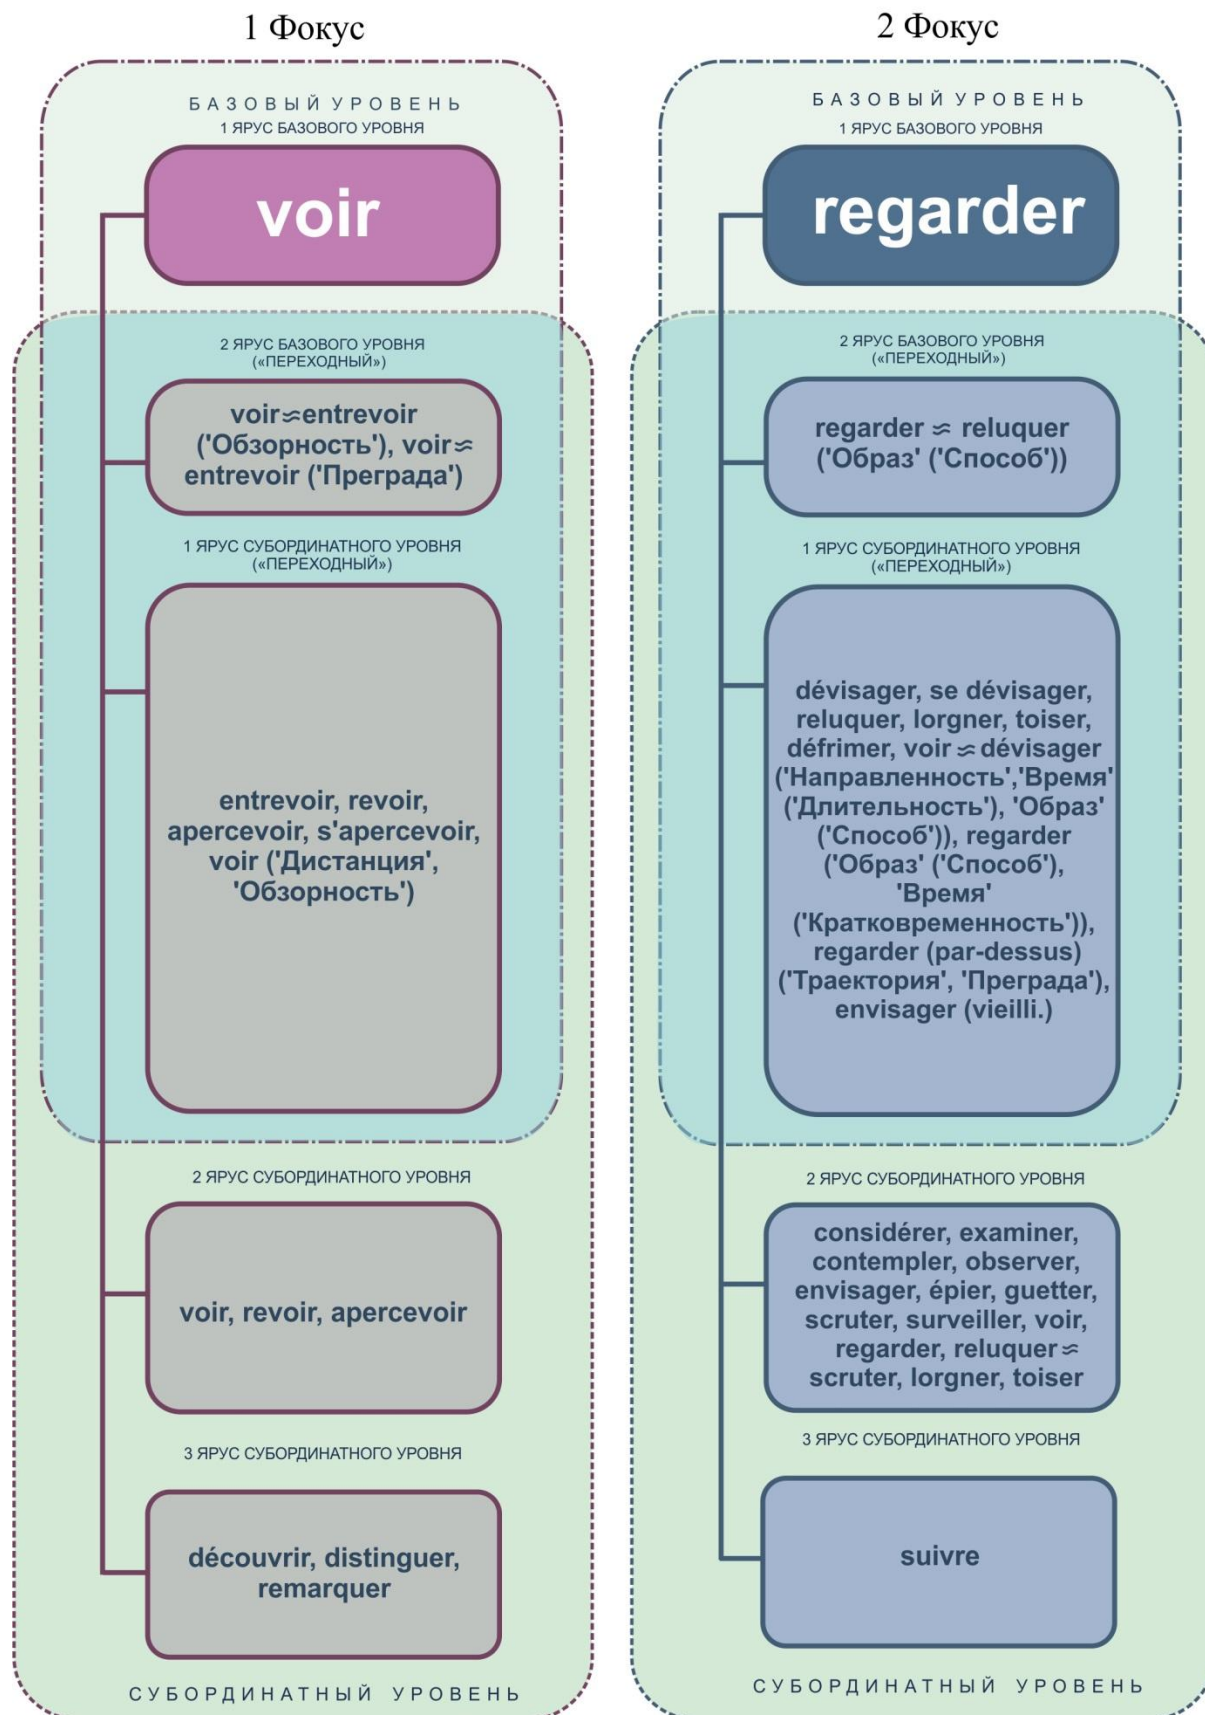 1 Фокус
БАЗОВЫЙ УРОВЕНЬ
1 ЯРУС БАЗОВОГО УРОВНЯ
voir
2 ЯРУС БАЗОВОГО УРОВНЯ
(«ПЕРЕХОДНЫЙ»)
voir≈entrevoir
('Обзорность'), voir≈
entrevoir ('Преграда')
1 ЯРУС СУБОРДИНАТНОГО УРОВНЯ
(«ПЕРЕХОДНЫЙ»)
entrevoir, revoir,
apercevoir, s'apercevoir,
voir ('Дистанция',
'Обзорность')
2 ЯРУС СУБОРДИНАТНОГО УРОВНЯ
voir, revoir, apercevoir
3 ЯРУС СУБОРДИНАТНОГО УРОВНЯ
découvrir, distinguer,
remarquer
СУБОРДИНАТНЫЙ УРОВЕНЬ
2 Фокус
БАЗОВЫЙ УРОВЕНЬ
1 ЯРУС БАЗОВОГО УРОВНЯ
regarder
2 ЯРУС БАЗОВОГО УРОВНЯ
(«ПЕРЕХОДНЫЙ»)
regarder ≈ reluquer
('Образ' ('Способ'))
1 ЯРУС СУБОРДИНАТНОГО УРОВНЯ
(«ПЕРЕХОДНЫЙ»)
dévisager, se dévisager,
reluquer, lorgner, toiser,
défrimer, voir ≈ dévisager
('Направленность','Время'
('Длительность'), 'Образ'
('Способ')), regarder
('Образ' ('Способ'),
'Время'
('Кратковременность')),
regarder (par-dessus)
('Траектория', 'Преграда'),
envisager (vieilli.)
2 ЯРУС СУБОРДИНАТНОГО УРОВНЯ
considérer, examiner,
contempler, observer,
envisager, épier, guetter,
scruter, surveiller, voir,
regarder, reluquer≈
scruter, lorgner, toiser
3 ЯРУС СУБОРДИНАТНОГО УРОВНЯ
suivre
СУБОРДИНАТНЫЙ УРОВЕНЬ